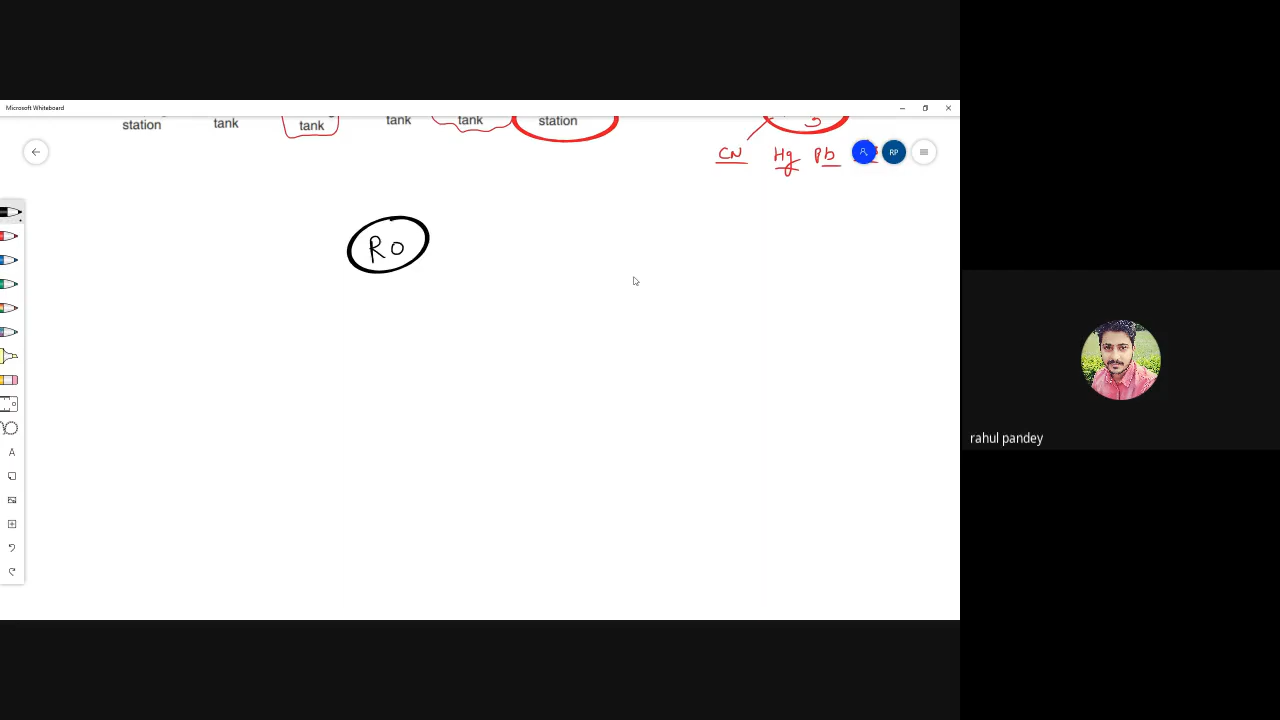 Microsoft Whiteboard
station tank tank tank tank station
CN Hg Pb
RP
RO
A
rahul pandey